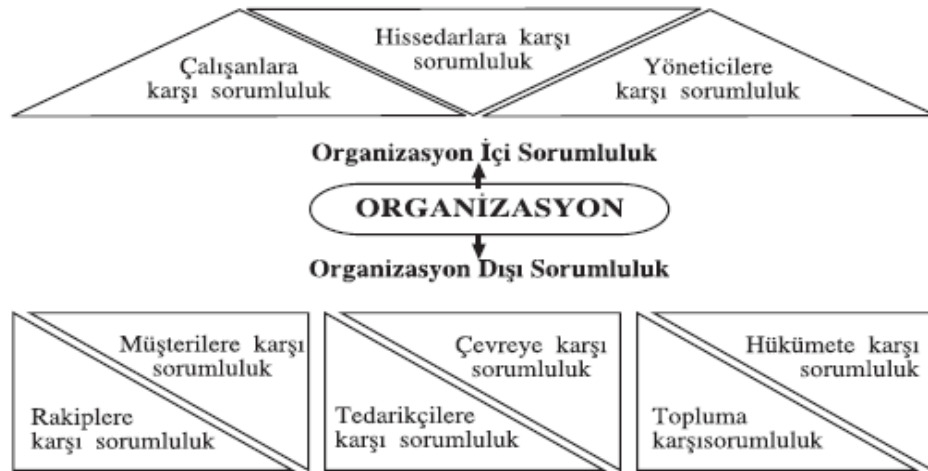 Hissedarlara karşı
sorumluluk
Çalışanlara
karşı sorumluluk
Yöneticilere
karşı sorumluluk
Organizasyon İçi Sorumluluk
ORGANİZASYON
Organizasyon Dışı Sorumluluk
Müşterilere karşı
sorumluluk
Rakiplere
karşı sorumluluk
Çevreye karşı
sorumluluk
Tedarikçilere
karşı sorumluluk
Hükümete karşı
sorumluluk
Topluma
karşısorumluluk